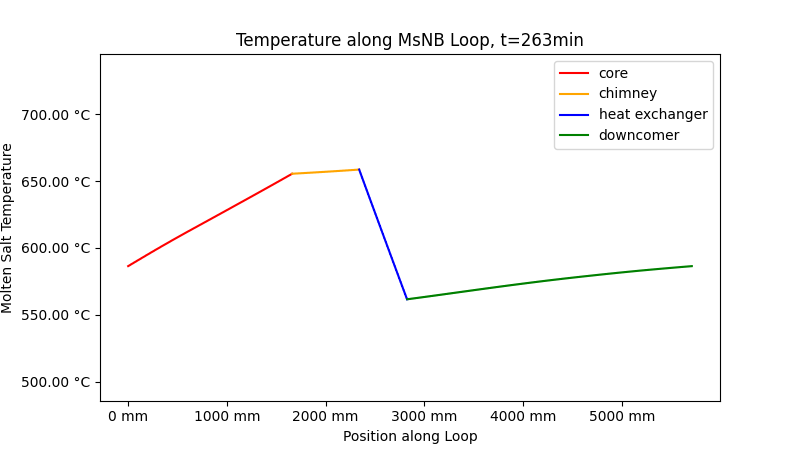 Temperature along MsNB Loop, t=263min
core
chimney
heat exchanger
downcomer
Molten Salt Temperature
700.00 °C
650.00 °C
600.00 °C
550.00 °C
500.00 °C
0 mm 1000 mm 2000 mm 3000 mm 4000 mm 5000 mm
Position along Loop